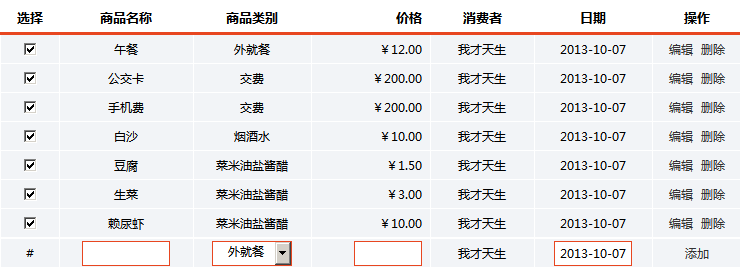 选择 商品名称 商品类别 价格 消费者 日期 操作
午餐 外就餐 ￥12.00 我才天生 2013-10-07 编辑 删除
公交卡 交费 ￥200.00 我才天生 2013-10-07 编辑 删除
手机费 交费 ￥200.00 我才天生 2013-10-07 编辑 删除
白沙 烟酒水 ￥10.00 我才天生 2013-10-07 编辑 删除
豆腐 菜米油盐酱醋 ￥1.50 我才天生 2013-10-07 编辑 删除
生菜 菜米油盐酱醋 ￥3.00 我才天生 2013-10-07 编辑 删除
赖尿虾 菜米油盐酱醋 ￥10.00 我才天生 2013-10-07 编辑 删除
# 外就餐 我才天生 2013-10-07 添加